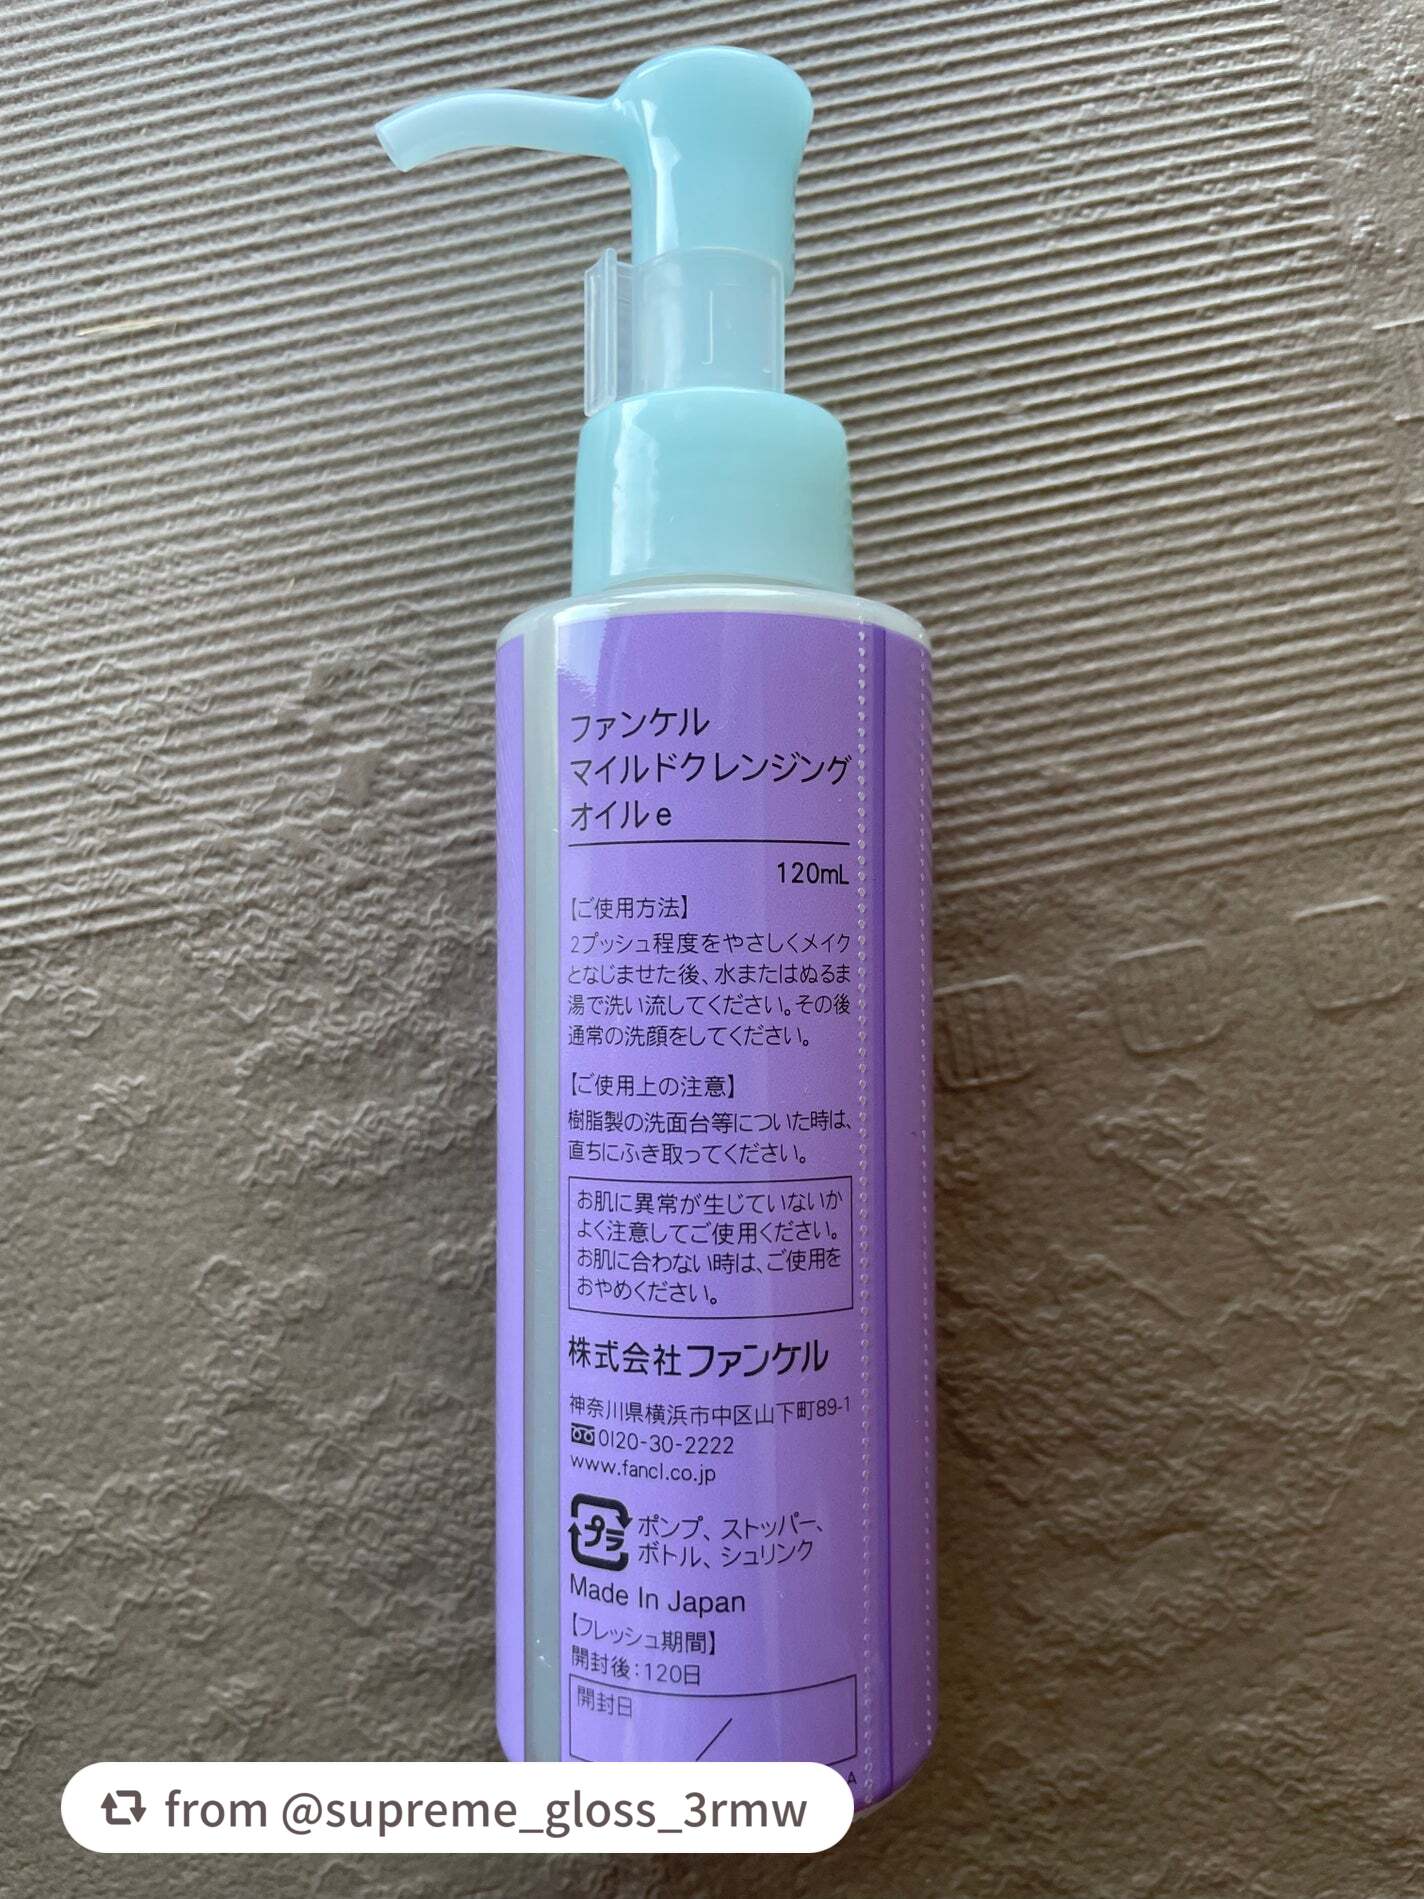 ファンケル
マイルドクレンジング
オイルe
120mL
【ご使用方法】
2プッシュ程度をやさしくメイク
となじませた後、水またはぬるま
湯で洗い流してください。その後
通常の洗顔をしてください。
【ご使用上の注意】
樹脂製の洗面台等についた時は、
直ちにふき取ってください。
お肌に異常が生じていないか
よく注意してご使用ください。
お肌に合わない時は、ご使用を
おやめください。
株式会社ファンケル
神奈川県横浜市中区山下町89-1
0120-30-2222
www.fancl.co.jp
プラ ポンプ、ストッパー、
ボトル、シュリンク
Made In Japan
【フレッシュ期間】
開封後:120日
開封日
/
A
from @supreme_gloss_3rmw